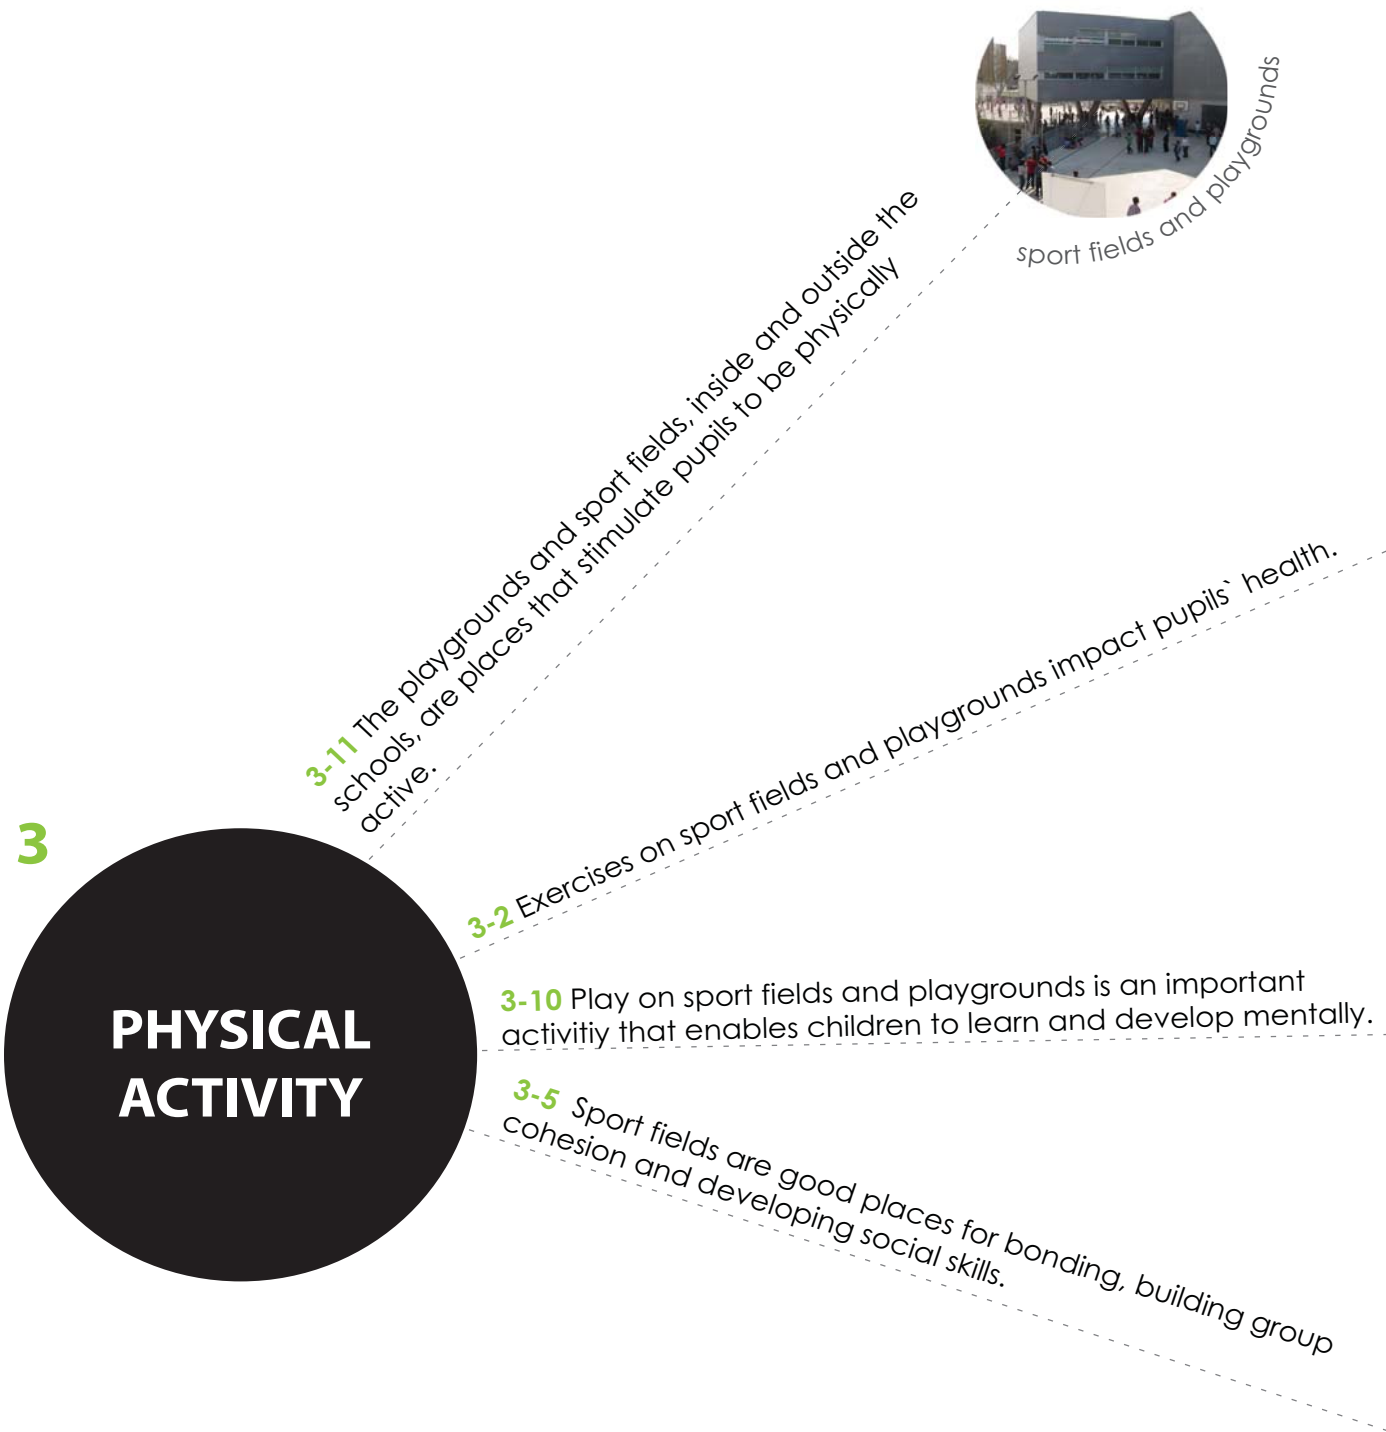 sport fields and playgrounds
3-11 The playgrounds and sport fields, inside and outside the
schools, are places that stimulate pupils to be physically
active.
3-2 Exercises on sport fields and playgrounds impact pupils` health.
3
PHYSICAL
ACTIVITY
3-10 Play on sport fields and playgrounds is an important
activitiy that enables children to learn and develop mentally.
3-5 Sport fields are good places for bonding, building group
cohesion and developing social skills.